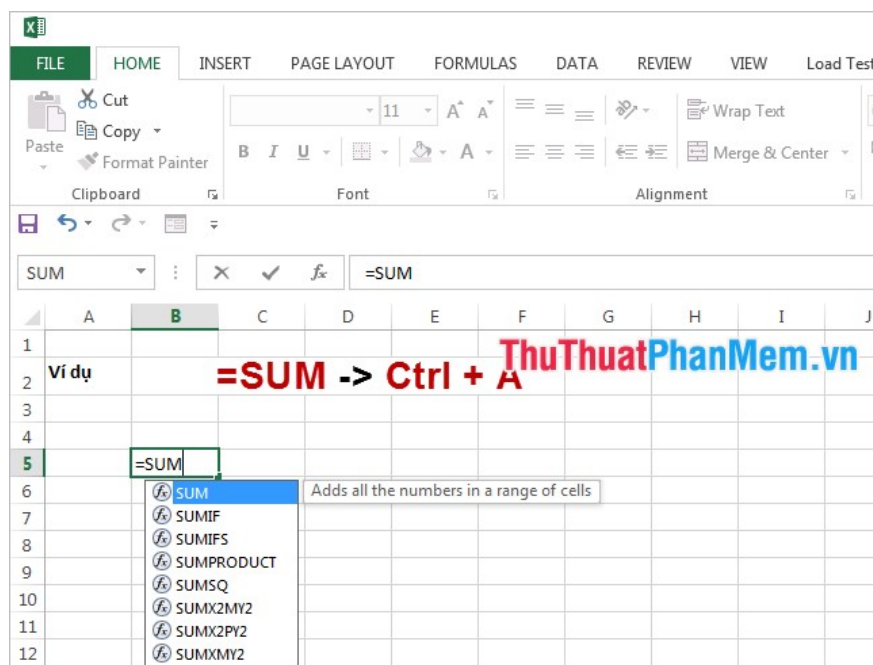 FILE HOME INSERT PAGE LAYOUT FORMULAS DATA REVIEW VIEW Load Test
Paste
Cut
Copy
Format Painter
Clipboard
11
A A
B I U A
Font
Wrap Text
Merge & Center
Alignment
SUM fx =SUM
A B C D E F G H I J
1
2 Ví dụ =SUM -> Ctrl + A ThuThuatPhanMem.vn
3
4
5 =SUM
6 SUM Adds all the numbers in a range of cells
7 SUMIF
8 SUMIFS
9 SUMPRODUCT
SUMSQ
10 SUMX2MY2
11 SUMX2PY2
12 SUMXMY2